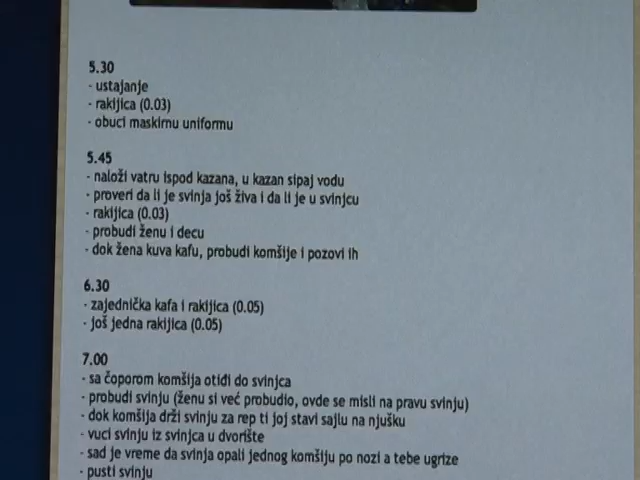 5.30
- ustajanje
- rakijica (0.03)
- obuci maskirnu uniformu
5.45
- naloži vatru ispod kazana, u kazan sipaj vodu
- proveri da li je svinja još živa i da li je u svinjcu
- rakijica (0.03)
- probudi ženu i decu
- dok žena kuva kafu, probudi komšije i pozovi ih
6.30
- zajednička kafa i rakijica (0.05)
- još jedna rakijica (0.05)
7.00
- sa čoporom komšija otiđi do svinjca
- probudi svinju (ženu si već probudio, ovde se misli na pravu svinju)
- dok komšija drži svinju za rep ti joj stavi sajlu na njušku
- vuci svinju iz svinjca u dvorište
- sad je vreme da svinja opali jednog komšiju po nozi a tebe ugrize
- pusti svinju